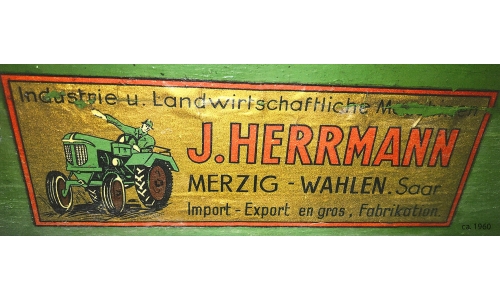 Industrie u. Landwirtschaftliche
J. HERRMANN
MERZIG - WAHLEN. Saar
Import - Export en gros, Fabrikation.
ca. 1960